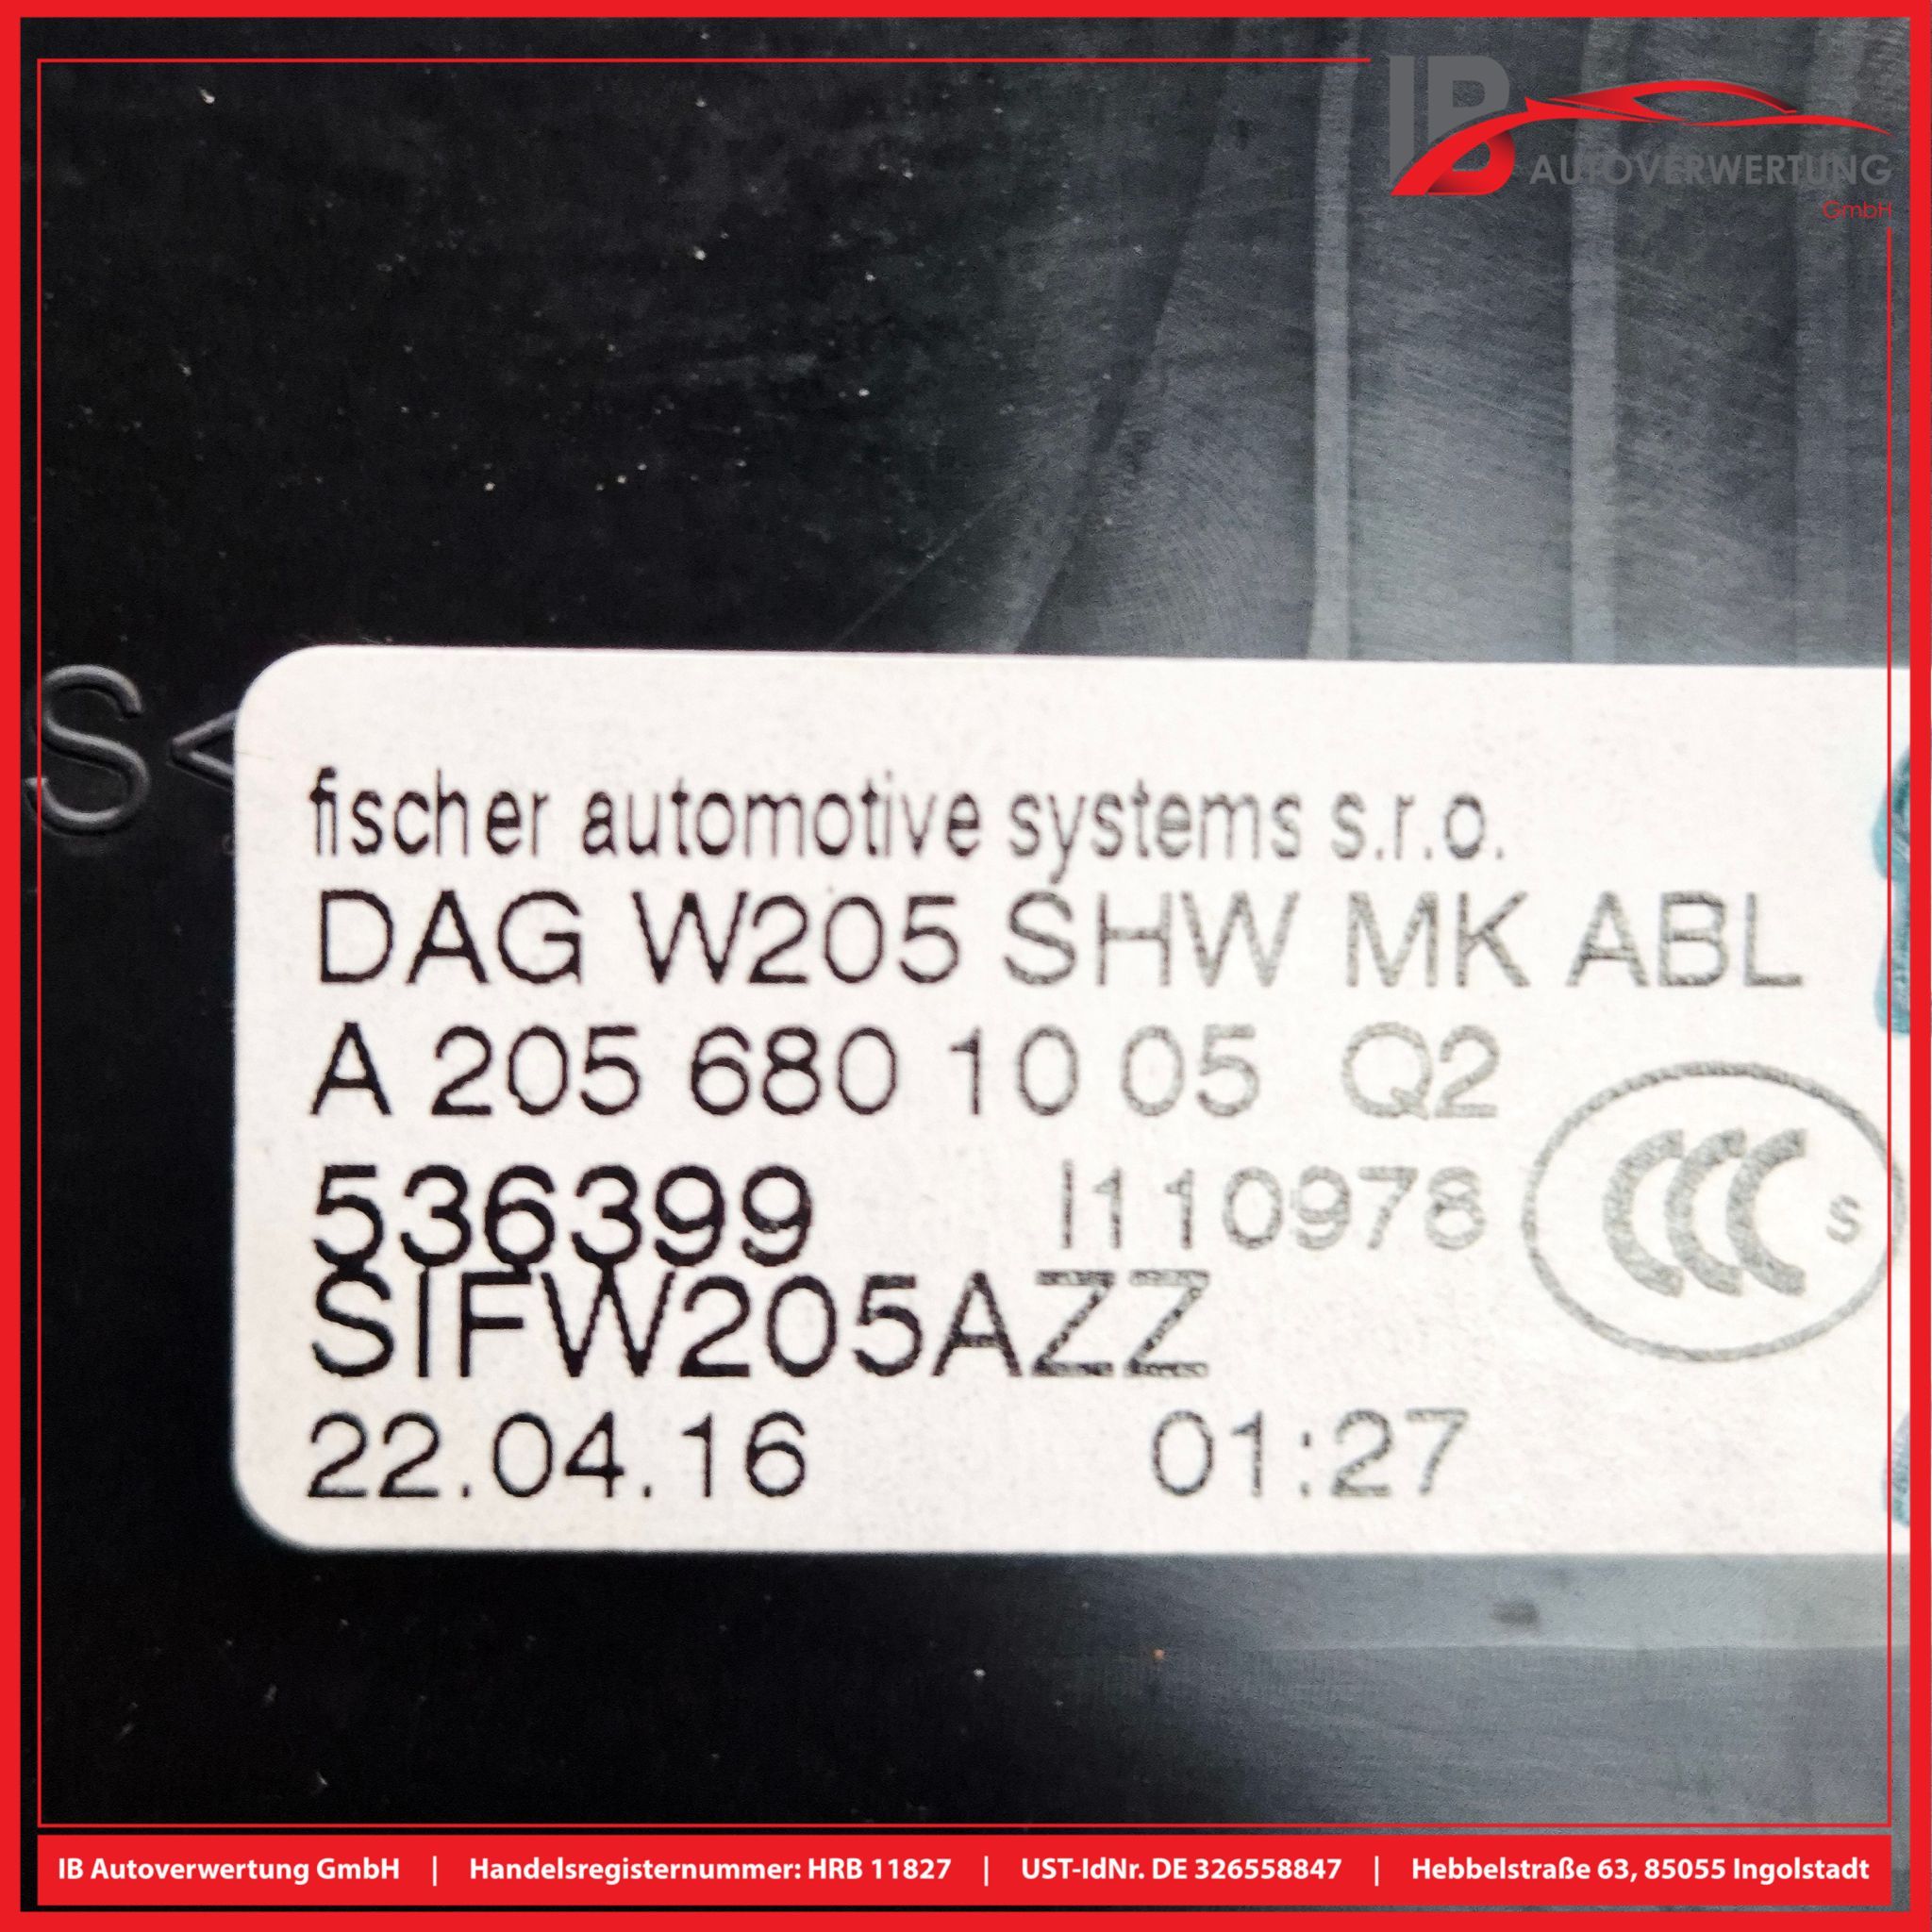 IB
AUTOVERWERTUNG
GmbH
S<
fischer automotive systems s.r.o.
DAG W205 SHW MK ABL
A 205 680 10 05 Q2
536399 I110978
CCC S
SIFW205AZZ
22.04.16 01:27
IB Autoverwertung GmbH | Handelsregisternummer: HRB 11827 | UST-IdNr. DE 326558847 | Hebbelstraße 63, 85055 Ingolstadt